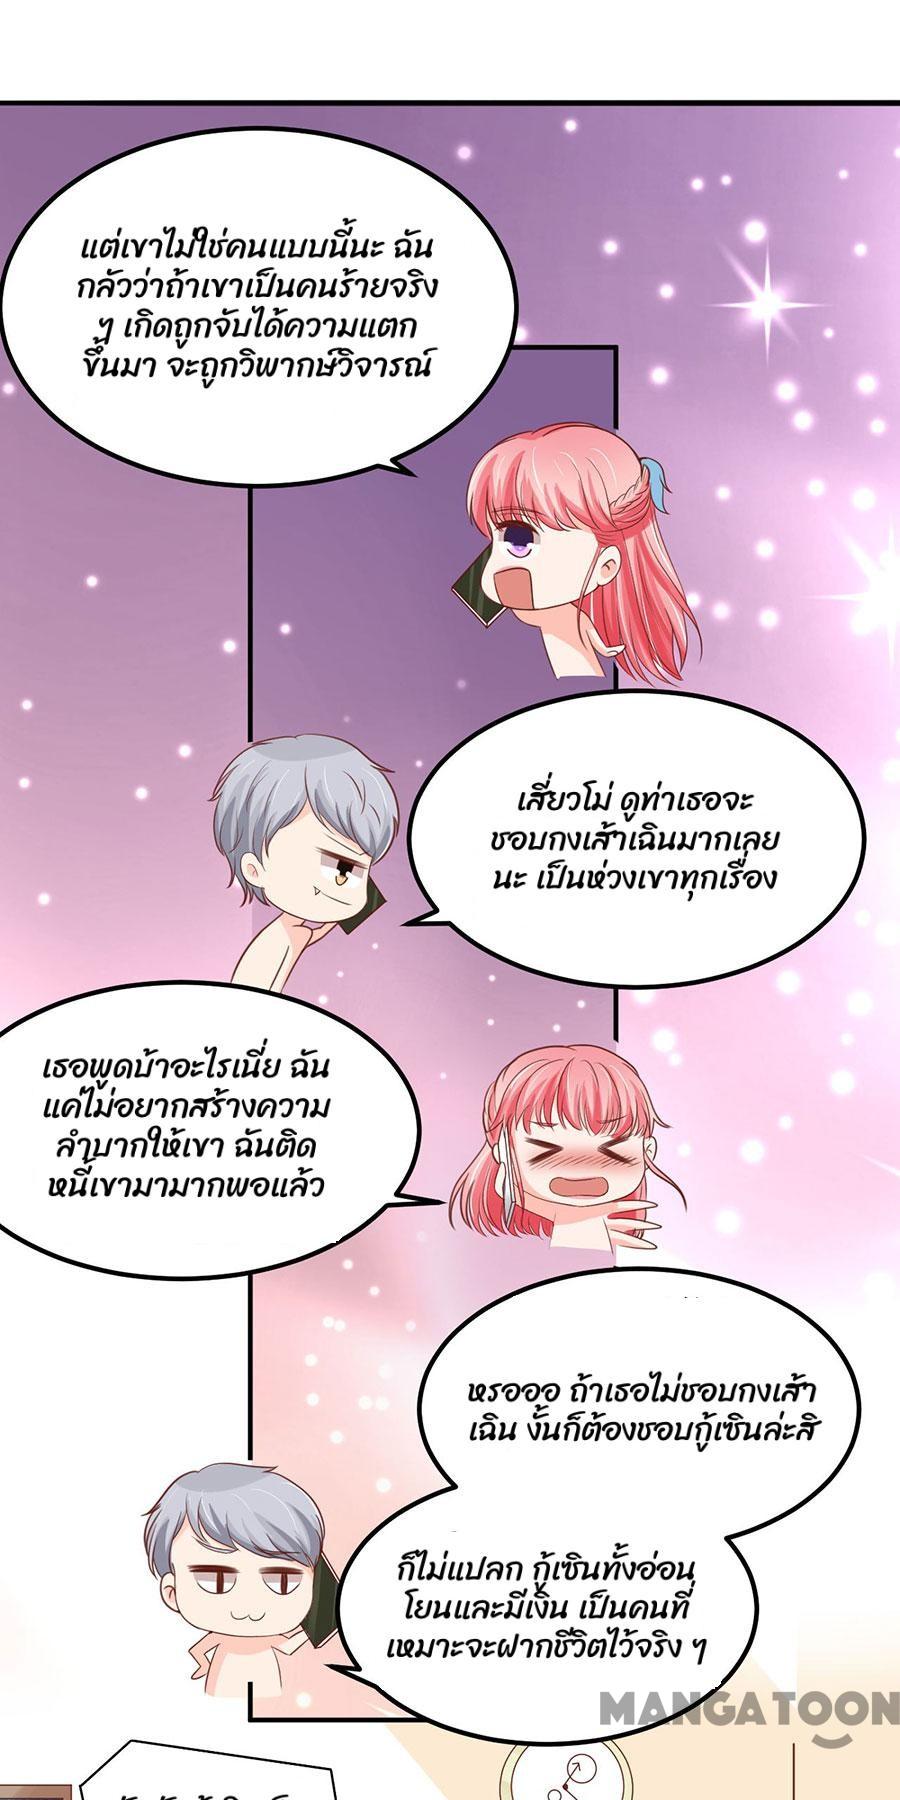 แต่เขาไม่ใช่คนแบบนี้นะ ฉัน
กลัวว่าถ้าเขาเป็นคนร้ายจริง
ๆ เกิดถูกจับได้ความแตก
ขึ้นมา จะถูกวิพากษ์วิจารณ์
เสี่ยวโม่ ดูท่าเธอจะ
ชอบกงเส้าเฉินมากเลย
นะ เป็นห่วงเขาทุกเรื่อง
เธอพูดบ้าอะไรเนี่ย ฉัน
แค่ไม่อยากสร้างความ
ลำบากให้เขา ฉันติด
หนี้เขามามากพอแล้ว
หรอออ ถ้าเธอไม่ชอบกงเส้า
เฉิน งั้นก็ต้องชอบกู้เซินล่ะสิ
ก็ไม่แปลก กู้เซินทั้งอ่อน
โยนและมีเงิน เป็นคนที่
เหมาะจะฝากชีวิตไว้จริง ๆ
MANGATOON